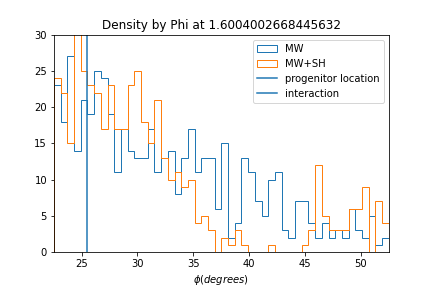 Density by Phi at 1.6004002668445632
30
25
20
15
10
5
0
MW
MW+SH
progenitor location
interaction
25 30 35 40 45 50
ϕ(degrees)